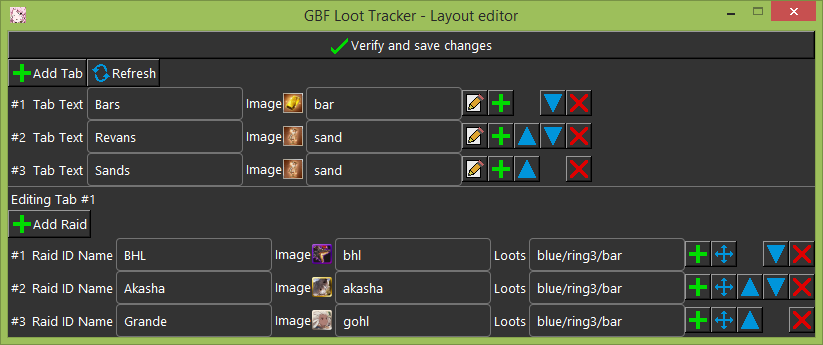 GBF Loot Tracker - Layout editor
Verify and save changes
Add Tab Refresh
#1 Tab Text Bars Image bar
#2 Tab Text Revans Image sand
#3 Tab Text Sands Image sand
Editing Tab #1
Add Raid
#1 Raid ID Name BHL Image bhl Loots blue/ring3/bar
#2 Raid ID Name Akasha Image akasha Loots blue/ring3/bar
#3 Raid ID Name Grande Image gohl Loots blue/ring3/bar